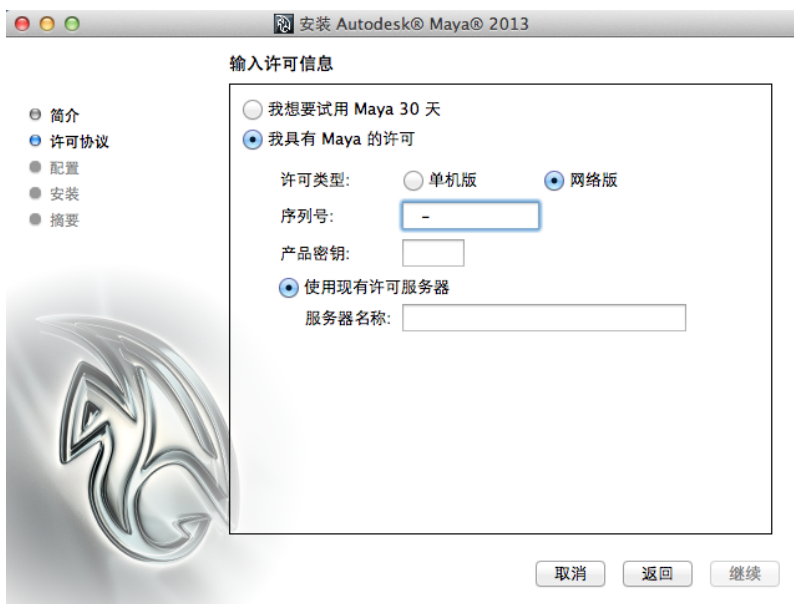 安装 Autodesk® Maya® 2013
输入许可信息
简介
许可协议
配置
安装
摘要
我想要试用 Maya 30 天
我具有 Maya 的许可
许可类型: 单机版 网络版
序列号: –
产品密钥:
使用现有许可服务器
服务器名称:
取消 返回 继续